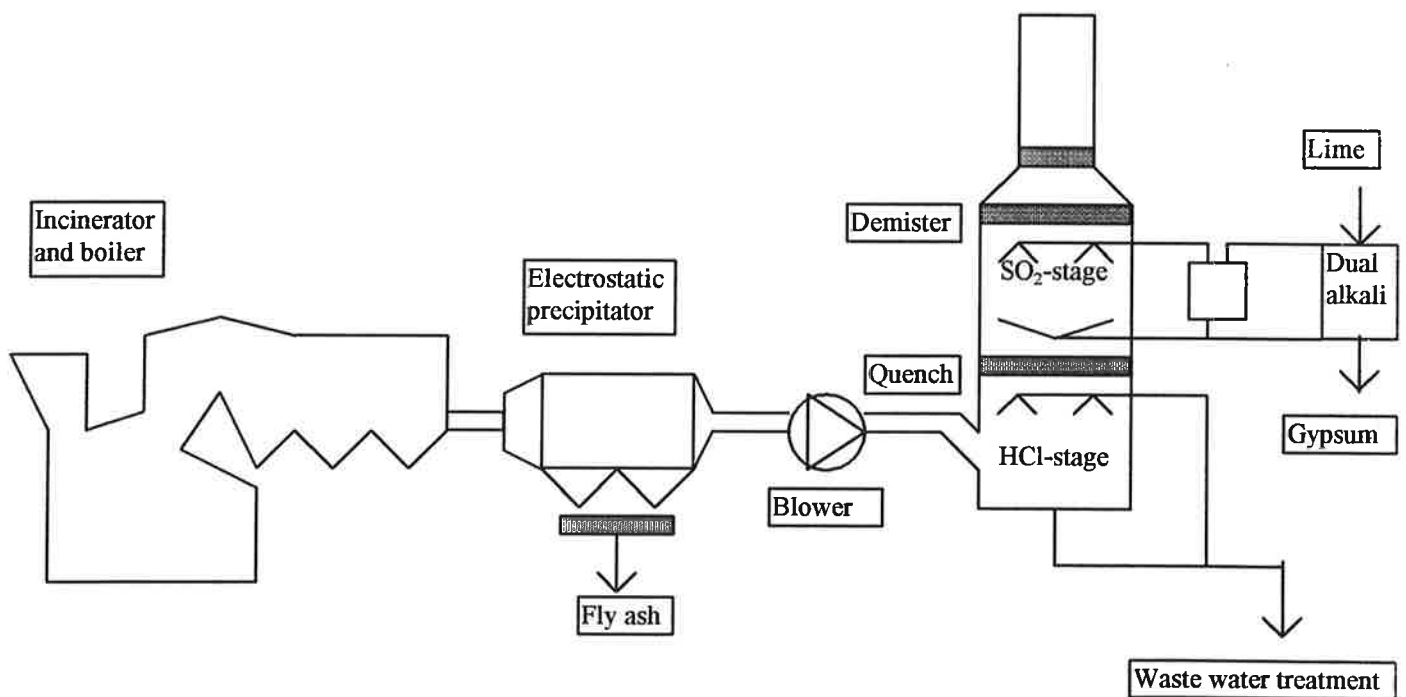 Incinerator
and boiler
Electrostatic
precipitator
Fly ash
Blower
Quench
Demister
SO₂-stage
HCl-stage
Lime
Dual
alkali
Gypsum
Waste water treatment